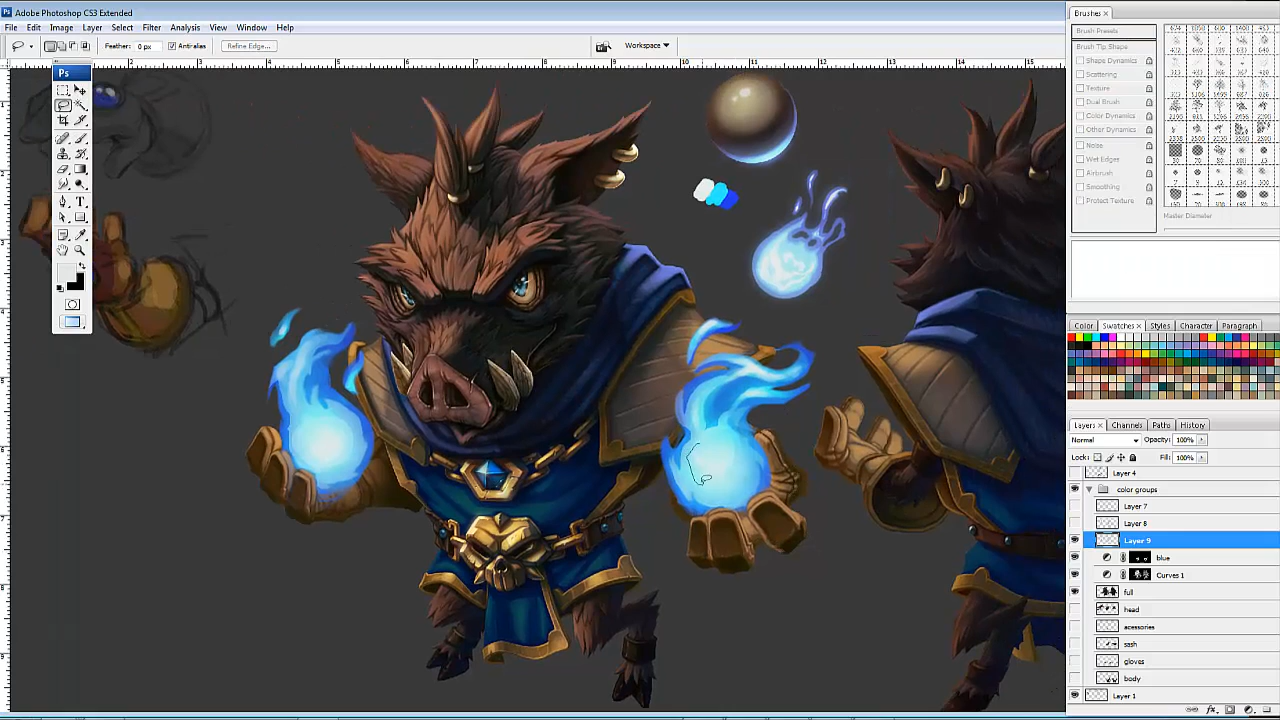 Adobe Photoshop CS3 Extended
File Edit Image Layer Select Filter Analysis View Window Help
Feather: 0 px Anti-alias Refine Edge... Workspace
Ps
Brushes
Brush Presets
Brush Tip Shape
Shape Dynamics
Scattering
Texture
Dual Brush
Color Dynamics
Other Dynamics
Noise
Wet Edges
Airbrush
Smoothing
Protect Texture
Master Diameter
Color Swatches Styles Character Paragraph
Layers Channels Paths History
Normal Opacity: 100%
Lock: Fill: 100%
Layer 4
color groups
Layer 7
Layer 8
Layer 9
blue
Curves 1
full
head
acessories
sash
gloves
body
Layer 1